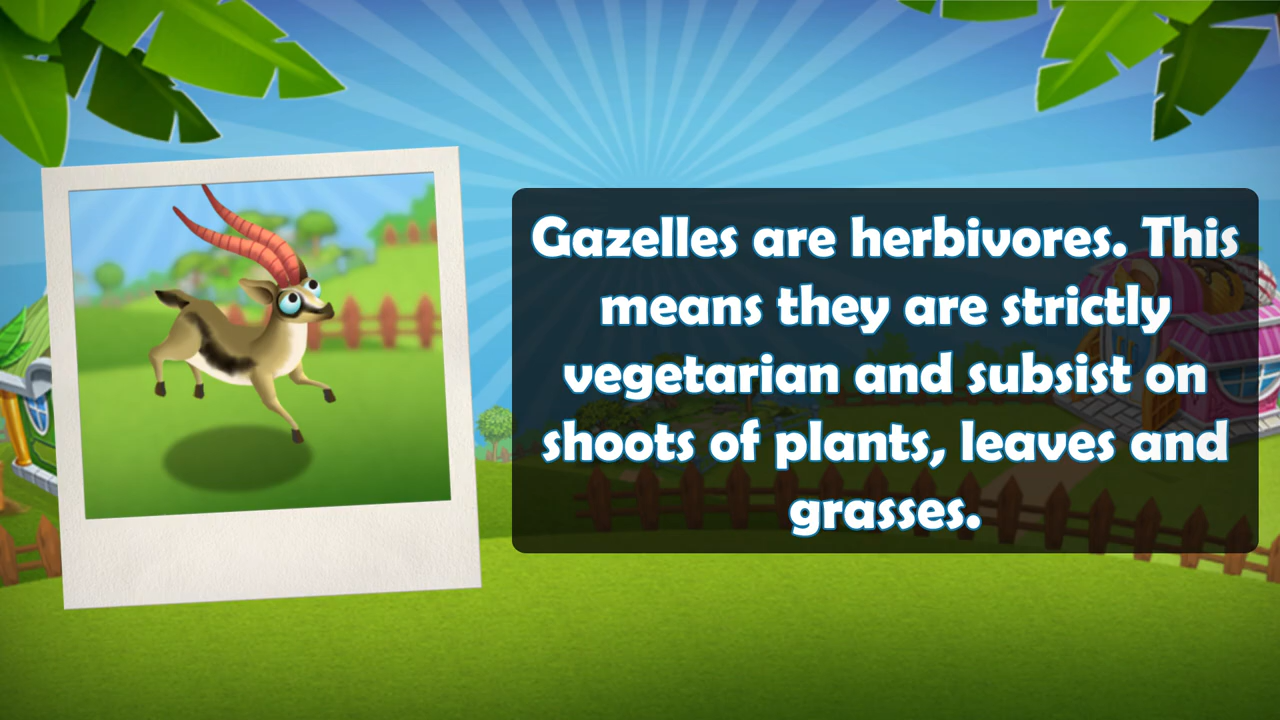 Gazelles are herbivores. This
means they are strictly
vegetarian and subsist on
shoots of plants, leaves and
grasses.